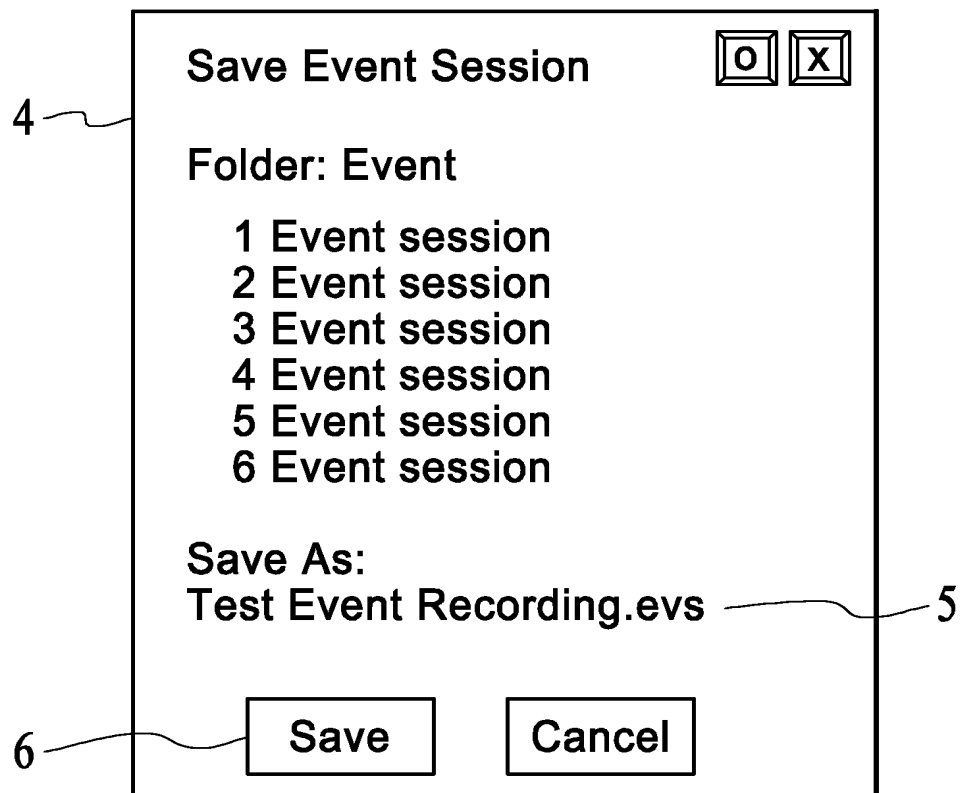 Save Event Session O X
4
Folder: Event
1 Event session
2 Event session
3 Event session
4 Event session
5 Event session
6 Event session
Save As:
Test Event Recording.evs 5
6 Save Cancel